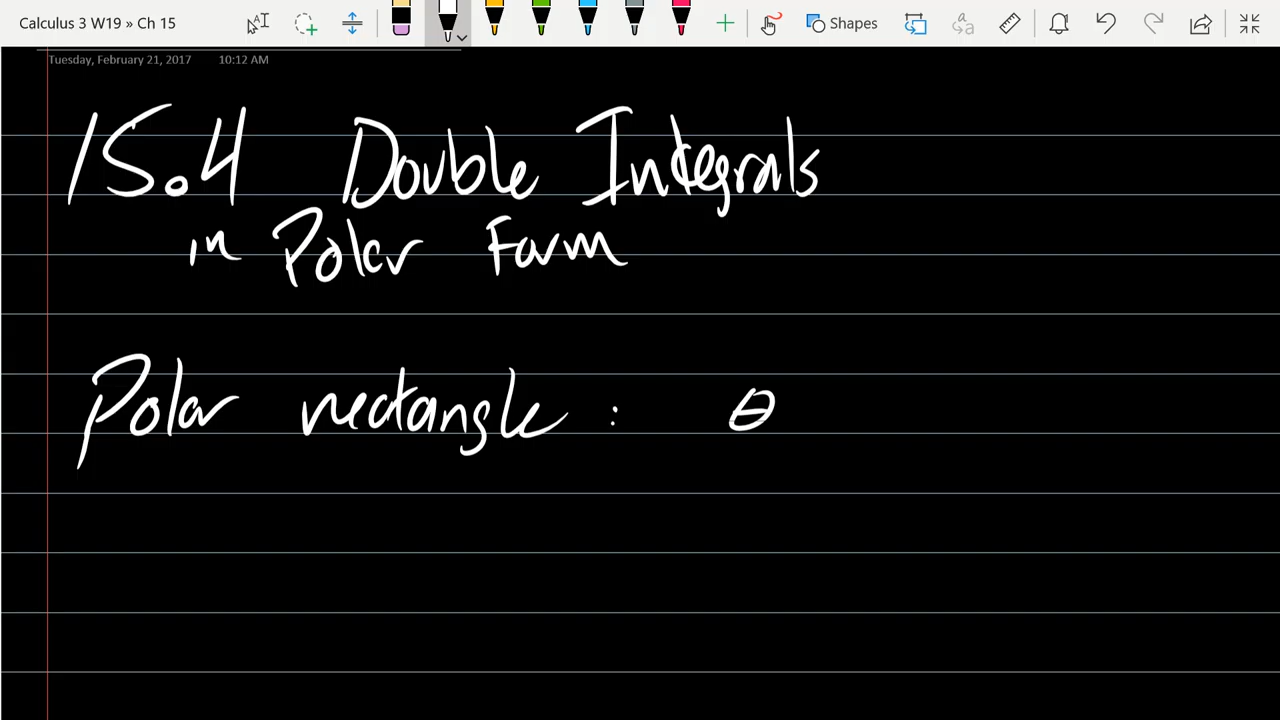 Calculus 3 W19 » Ch 15
Shapes
Tuesday, February 21, 2017 10:12 AM
15.4 Double Integrals
in Polar Form
Polar rectangle : θ